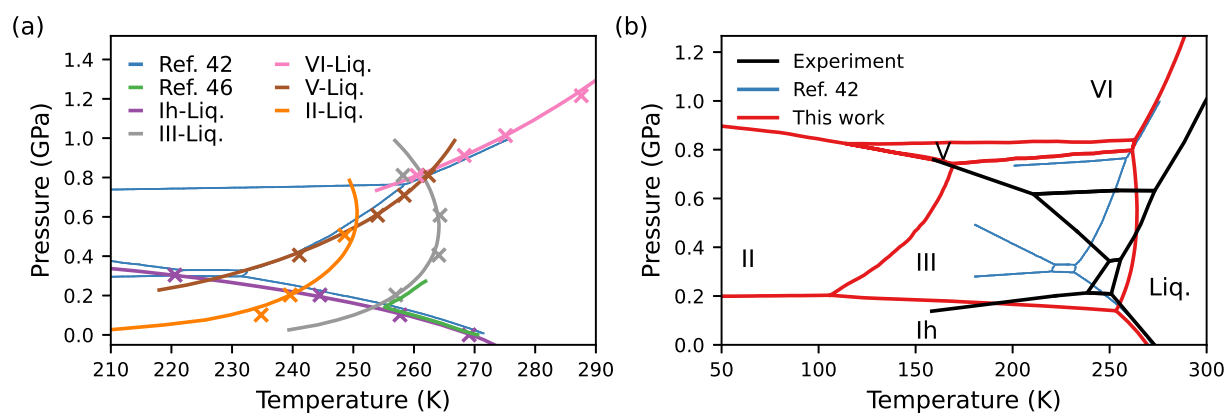 (a)
Pressure (GPa)
1.4
1.2
1.0
0.8
0.6
0.4
0.2
0.0
Ref. 42
Ref. 46
Ih-Liq.
III-Liq.
VI-Liq.
V-Liq.
II-Liq.
210 220 230 240 250 260 270 280 290
Temperature (K)
(b)
Pressure (GPa)
1.2
1.0
0.8
0.6
0.4
0.2
0.0
Experiment
Ref. 42
This work
VI
V
II
III
Liq.
Ih
50 100 150 200 250 300
Temperature (K)